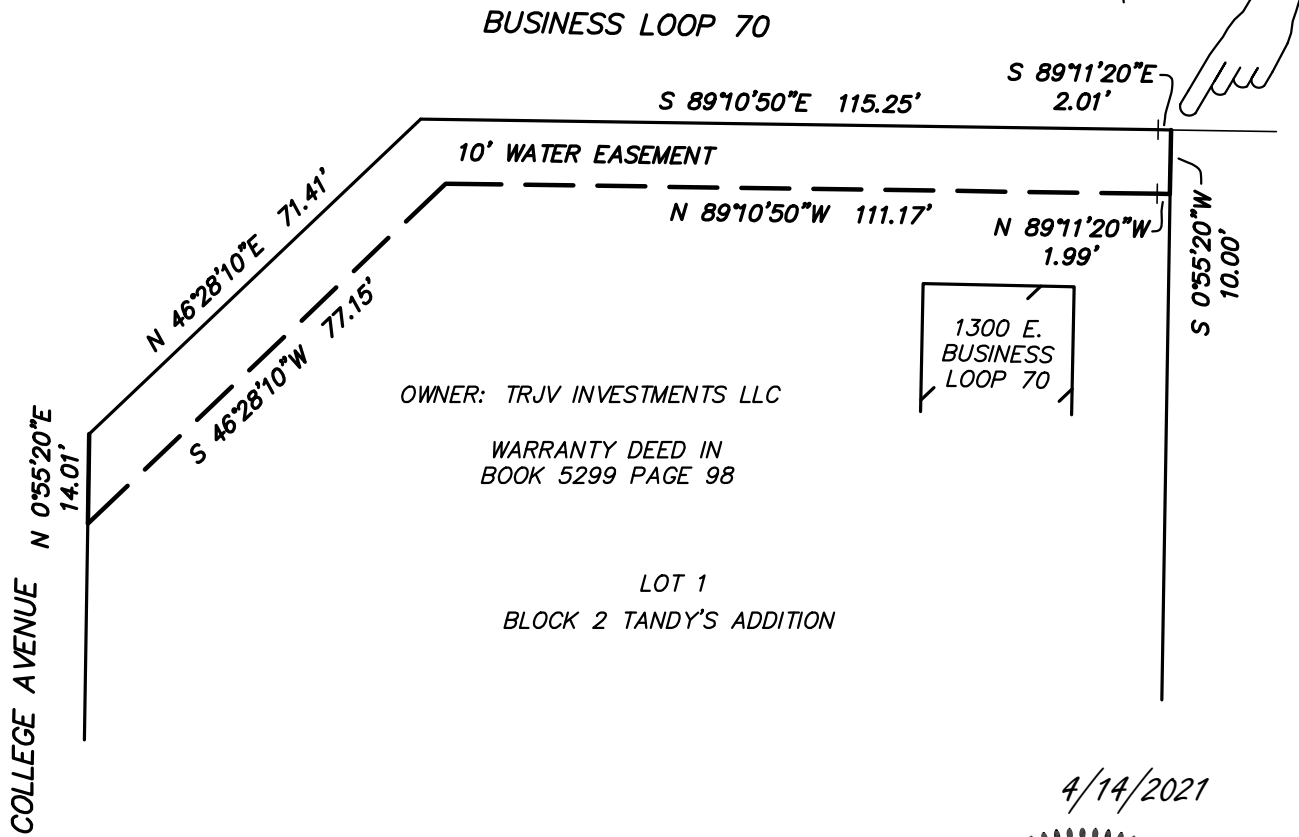 BUSINESS LOOP 70
S 89°11'20"E
2.01'
S 89°10'50"E 115.25'
10' WATER EASEMENT
N 89°10'50"W 111.17'
N 89°11'20"W
1.99'
S 0°55'20"W
10.00'
N 46°28'10"E 71.41'
S 46°28'10"W 77.15'
N 0°55'20"E
14.01'
1300 E.
BUSINESS
LOOP 70
OWNER: TRJV INVESTMENTS LLC
WARRANTY DEED IN
BOOK 5299 PAGE 98
LOT 1
BLOCK 2 TANDY'S ADDITION
COLLEGE AVENUE
4/14/2021